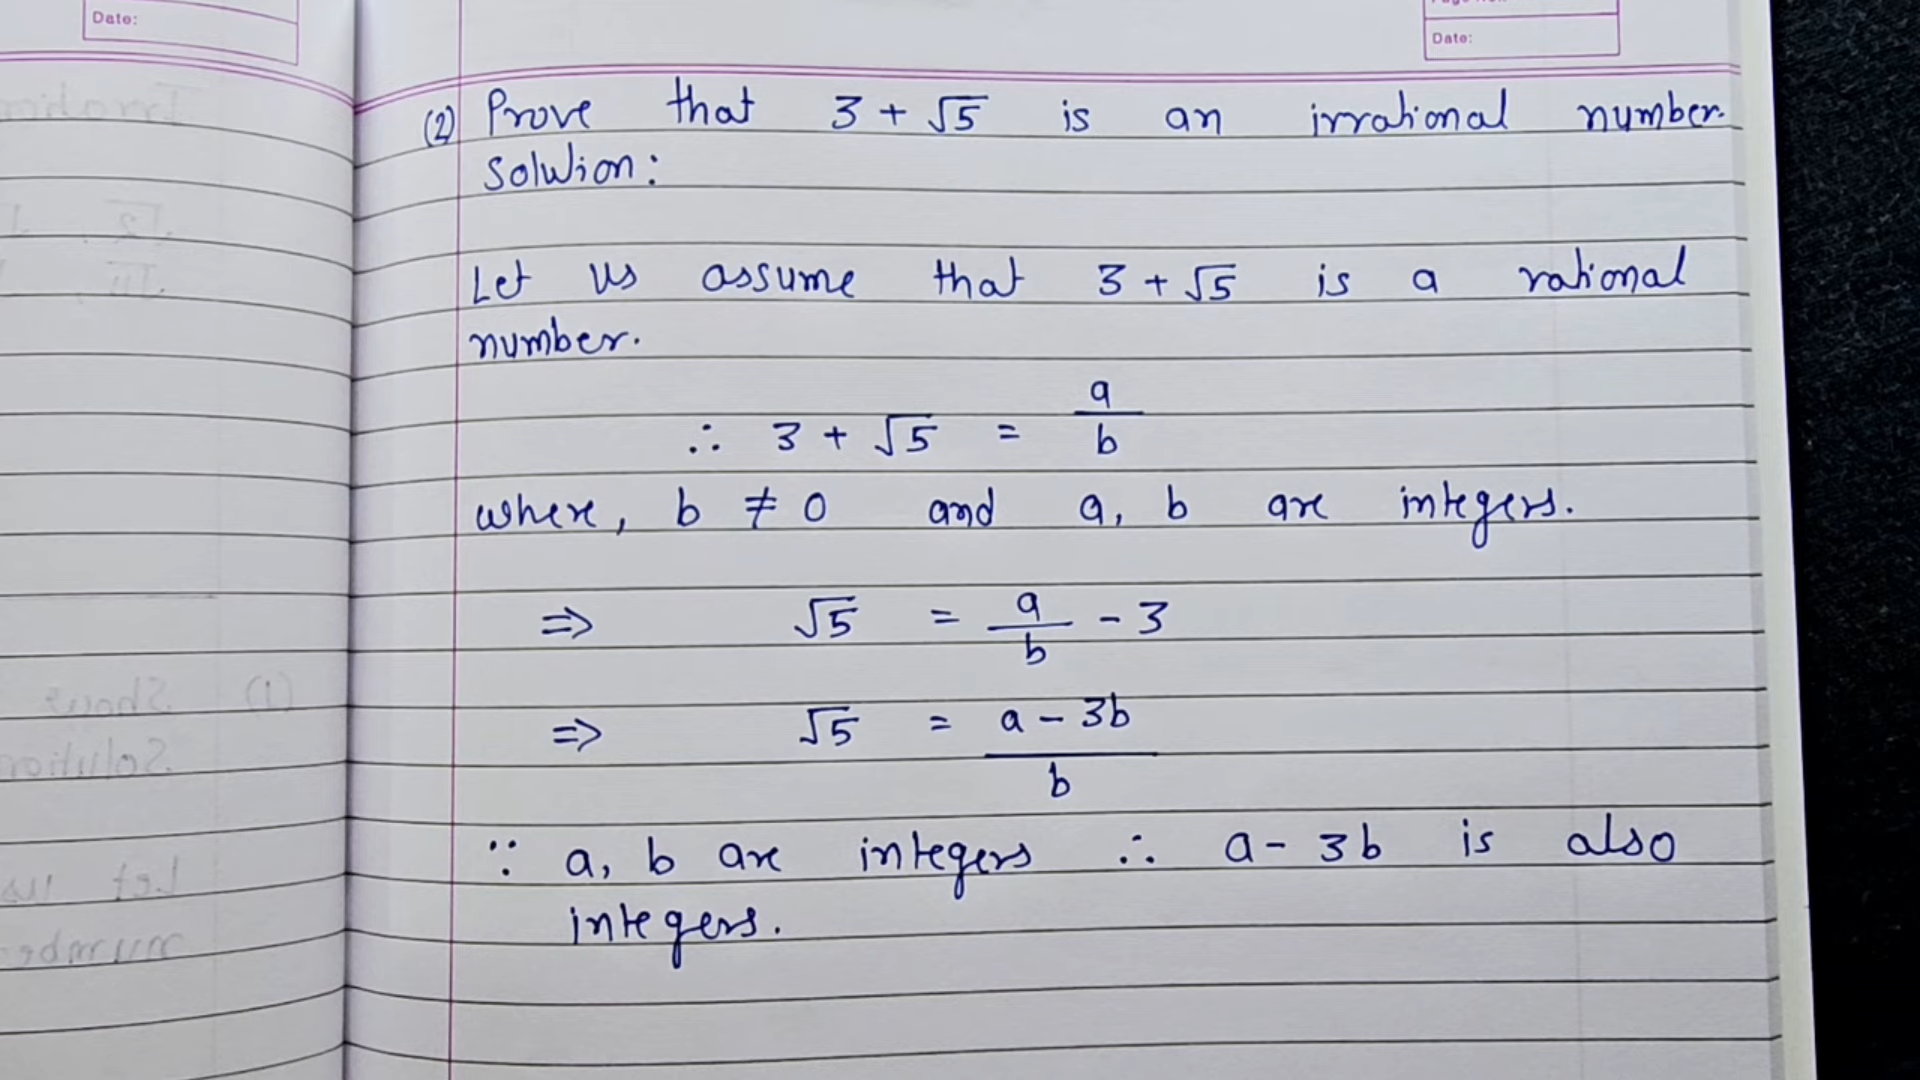 Date:
Date:
(2) Prove that 3 + √5 is an irrational number.
Solution:
Let us assume that 3 + √5 is a rational
number.
∴ 3 + √5 = a/b
where, b ≠ 0 and a, b are integers.
⇒ √5 = a/b - 3
⇒ √5 = (a - 3b)/b
∵ a, b are integers ∴ a - 3b is also
integers.